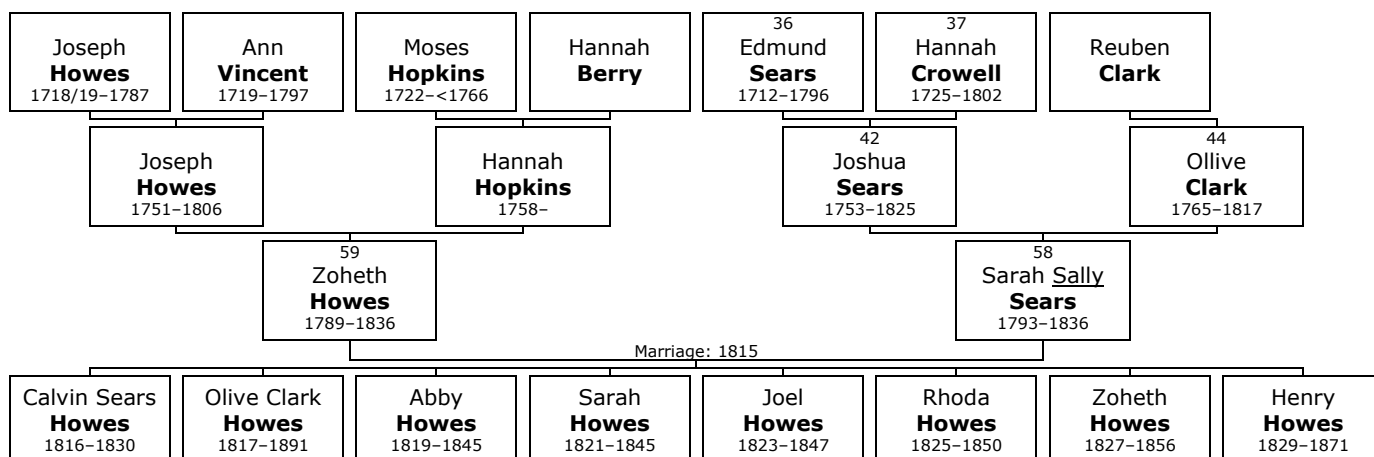 Joseph
Howes
1718/19–1787
Ann
Vincent
1719–1797
Moses
Hopkins
1722–<1766
Hannah
Berry
36
Edmund
Sears
1712–1796
37
Hannah
Crowell
1725–1802
Reuben
Clark
Joseph
Howes
1751–1806
Hannah
Hopkins
1758–
42
Joshua
Sears
1753–1825
44
Ollive
Clark
1765–1817
59
Zoheth
Howes
1789–1836
58
Sarah Sally
Sears
1793–1836
Marriage: 1815
Calvin Sears
Howes
1816–1830
Olive Clark
Howes
1817–1891
Abby
Howes
1819–1845
Sarah
Howes
1821–1845
Joel
Howes
1823–1847
Rhoda
Howes
1825–1850
Zoheth
Howes
1827–1856
Henry
Howes
1829–1871